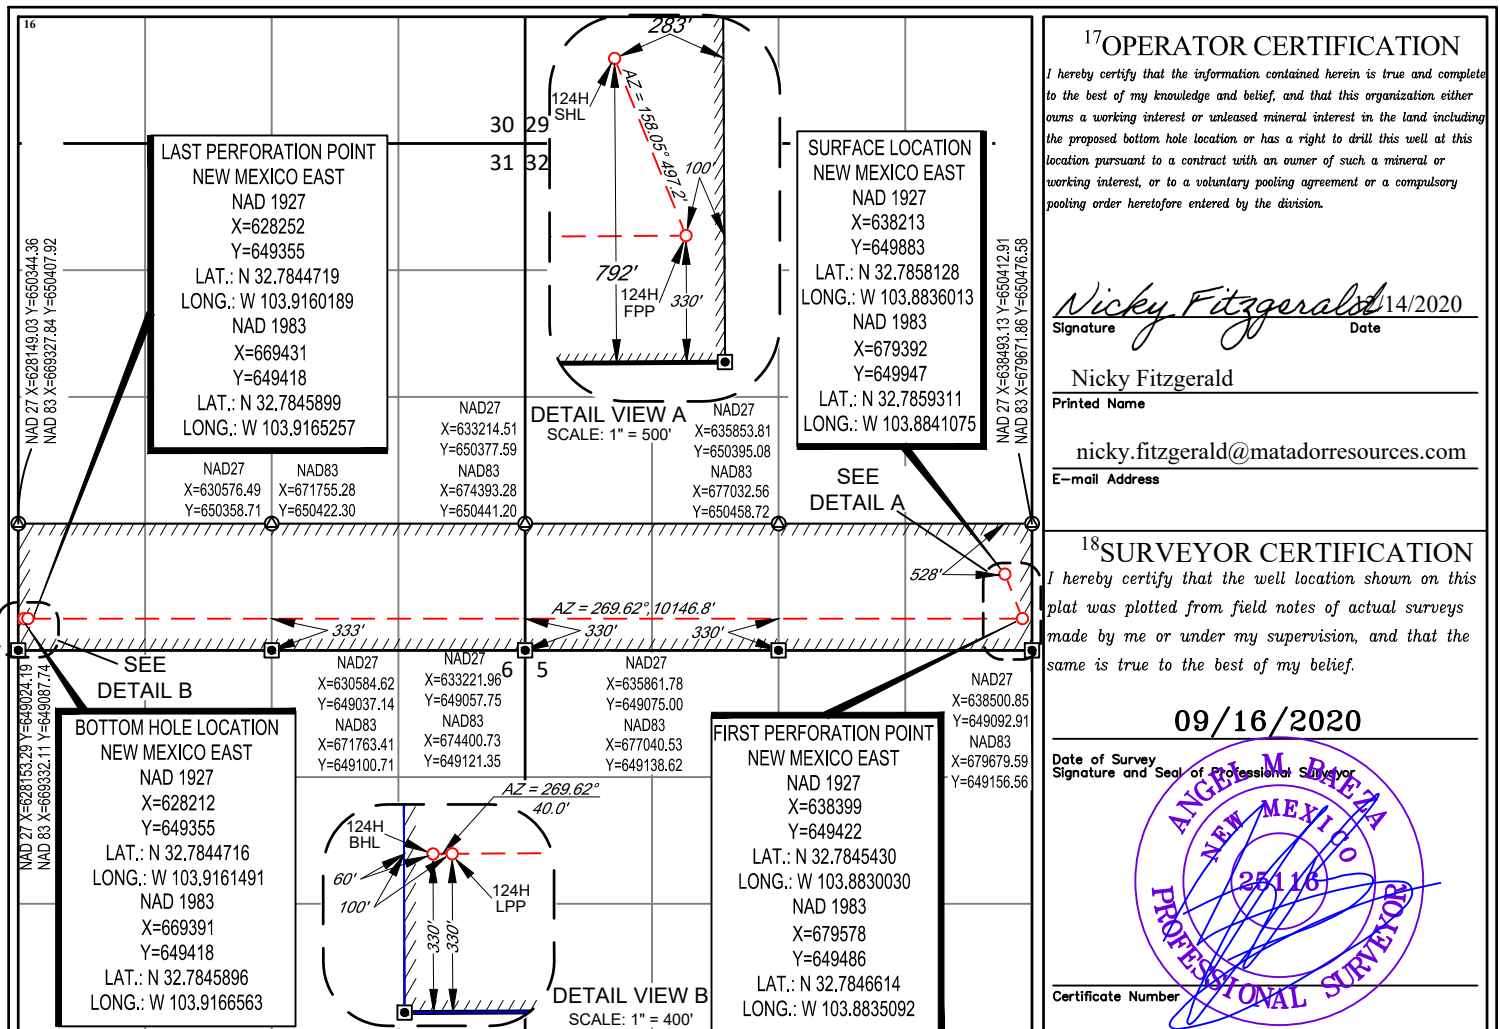 16
283'
124H
SHL
AZ = 158.05° 497.2'
100'
792'
124H
FPP
330'
30 29
31 32
LAST PERFORATION POINT
NEW MEXICO EAST
NAD 1927
X=628252
Y=649355
LAT.: N 32.7844719
LONG.: W 103.9160189
NAD 1983
X=669431
Y=649418
LAT.: N 32.7845899
LONG.: W 103.9165257
SURFACE LOCATION
NEW MEXICO EAST
NAD 1927
X=638213
Y=649883
LAT.: N 32.7858128
LONG.: W 103.8836013
NAD 1983
X=679392
Y=649947
LAT.: N 32.7859311
LONG.: W 103.8841075
NAD 27 X=628149.03 Y=650344.36
NAD 83 X=669327.84 Y=650407.92
NAD 27 X=638493.13 Y=650412.91
NAD 83 X=679671.86 Y=650476.58
DETAIL VIEW A
SCALE: 1" = 500'
NAD27
X=630576.49
Y=650358.71
NAD83
X=671755.28
Y=650422.30
NAD27
X=633214.51
Y=650377.59
NAD83
X=674393.28
Y=650441.20
NAD27
X=635853.81
Y=650395.08
NAD83
X=677032.56
Y=650458.72
SEE
DETAIL A
528'
AZ = 269.62°, 10146.8'
333'
330'
330'
SEE
DETAIL B
6 5
NAD 27 X=628153.29 Y=649024.19
NAD 83 X=669332.11 Y=649087.74
NAD27
X=630584.62
Y=649037.14
NAD83
X=671763.41
Y=649100.71
NAD27
X=633221.96
Y=649057.75
NAD83
X=674400.73
Y=649121.35
NAD27
X=635861.78
Y=649075.00
NAD83
X=677040.53
Y=649138.62
NAD27
X=638500.85
Y=649092.91
NAD83
X=679679.59
Y=649156.56
BOTTOM HOLE LOCATION
NEW MEXICO EAST
NAD 1927
X=628212
Y=649355
LAT.: N 32.7844716
LONG.: W 103.9161491
NAD 1983
X=669391
Y=649418
LAT.: N 32.7845896
LONG.: W 103.9166563
AZ = 269.62°
40.0'
124H
BHL
60'
100'
330'
330'
124H
LPP
DETAIL VIEW B
SCALE: 1" = 400'
FIRST PERFORATION POINT
NEW MEXICO EAST
NAD 1927
X=638399
Y=649422
LAT.: N 32.7845430
LONG.: W 103.8830030
NAD 1983
X=679578
Y=649486
LAT.: N 32.7846614
LONG.: W 103.8835092
17 OPERATOR CERTIFICATION
I hereby certify that the information contained herein is true and complete
to the best of my knowledge and belief, and that this organization either
owns a working interest or unleased mineral interest in the land including
the proposed bottom hole location or has a right to drill this well at this
location pursuant to a contract with an owner of such a mineral or
working interest, or to a voluntary pooling agreement or a compulsory
pooling order heretofore entered by the division.
Nicky Fitzgerald /14/2020
Signature Date
Nicky Fitzgerald
Printed Name
nicky.fitzgerald@matadorresources.com
E-mail Address
18 SURVEYOR CERTIFICATION
I hereby certify that the well location shown on this
plat was plotted from field notes of actual surveys
made by me or under my supervision, and that the
same is true to the best of my belief.
09/16/2020
Date of Survey
Signature and Seal of Professional Surveyor
ANGEL M. BAEZA
NEW MEXICO
25116
PROFESSIONAL SURVEYOR
Certificate Number